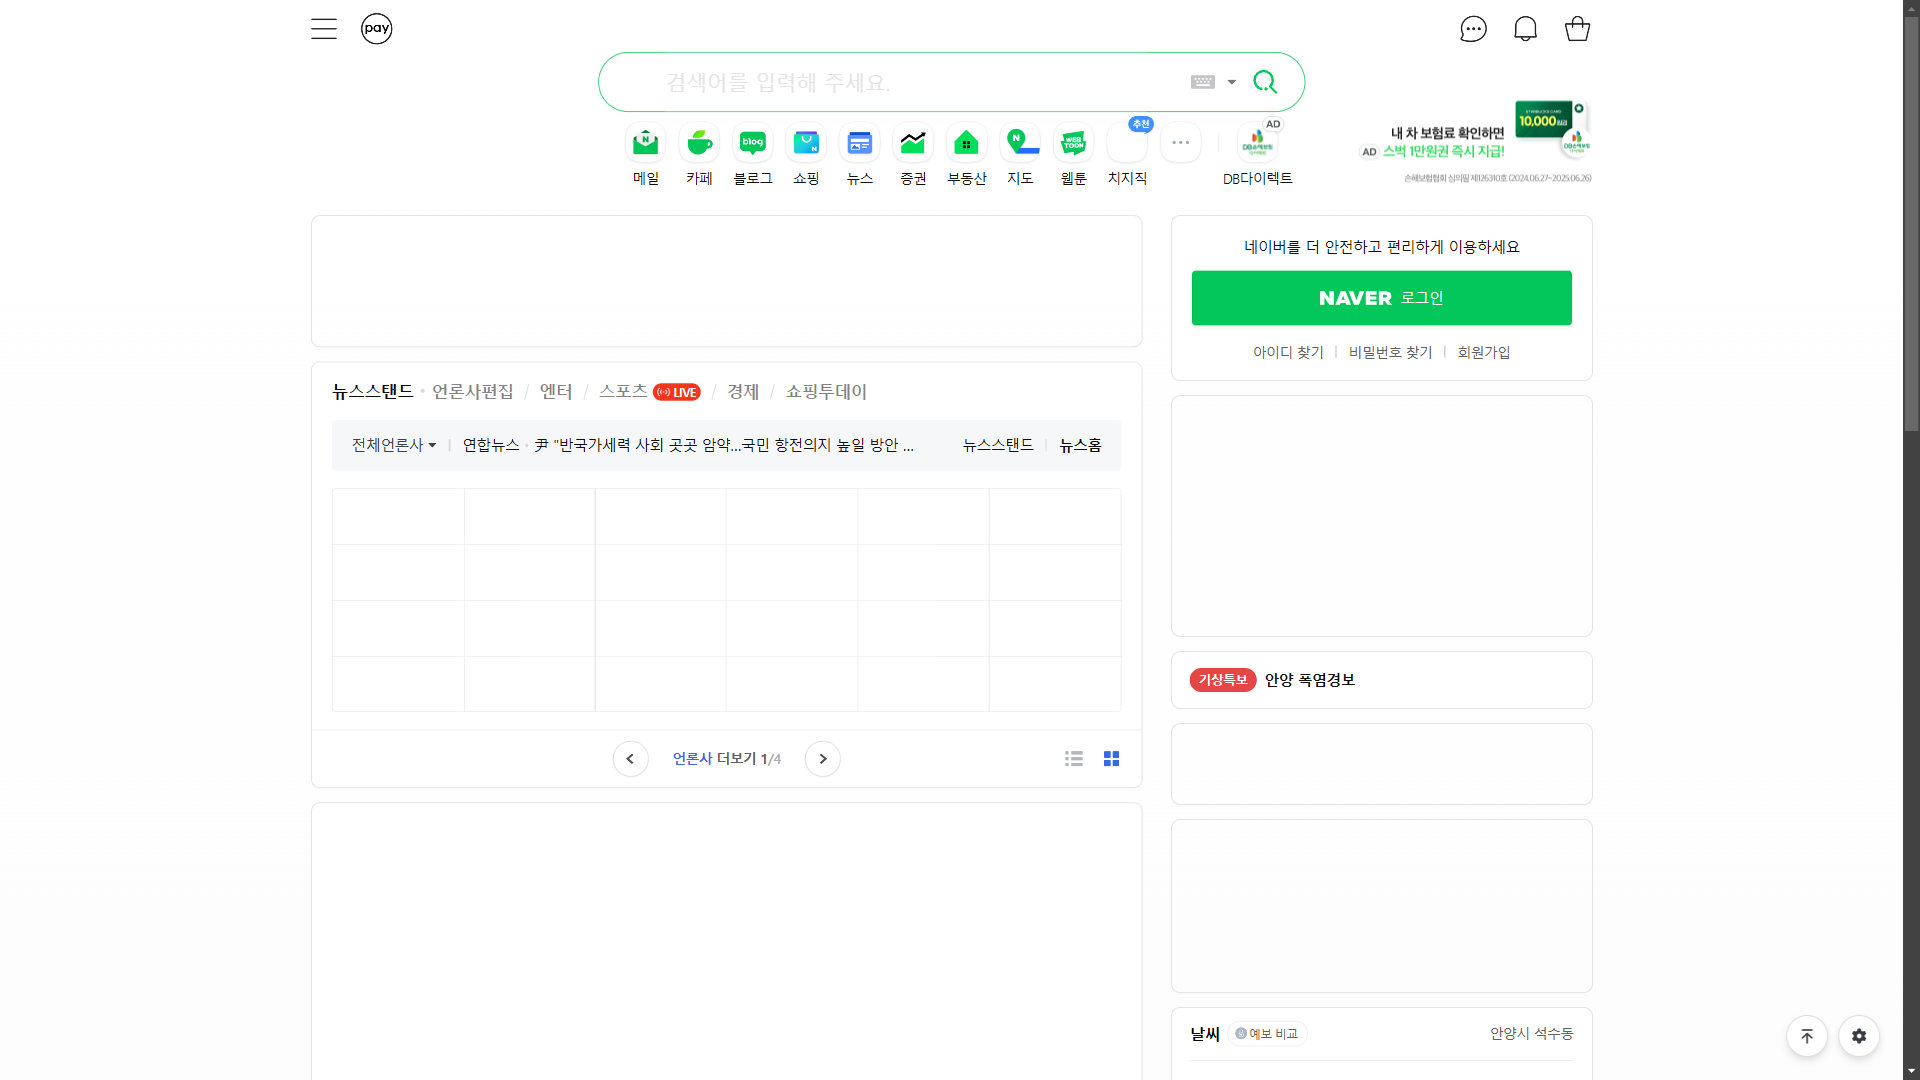 pay
검색어를 입력해 주세요.
추천
AD
메일
카페
블로그
쇼핑
뉴스
증권
부동산
지도
웹툰
치지직
DB다이렉트
내 차 보험료 확인하면
AD 스벅 1만원권 즉시 지급!
10,000
손해보험협회 심의필 제126310호 (2024.06.27~2025.06.26)
blog
WEB
TOON
네이버를 더 안전하고 편리하게 이용하세요
NAVER 로그인
아이디 찾기
비밀번호 찾기
회원가입
뉴스스탠드 · 언론사편집 / 엔터 / 스포츠 LIVE / 경제 / 쇼핑투데이
전체언론사 연합뉴스 · 尹 "반국가세력 사회 곳곳 암약…국민 항전의지 높일 방안 ... 뉴스스탠드 뉴스홈
기상특보 안양 폭염경보
언론사 더보기 1/4
날씨 예보 비교 안양시 석수동